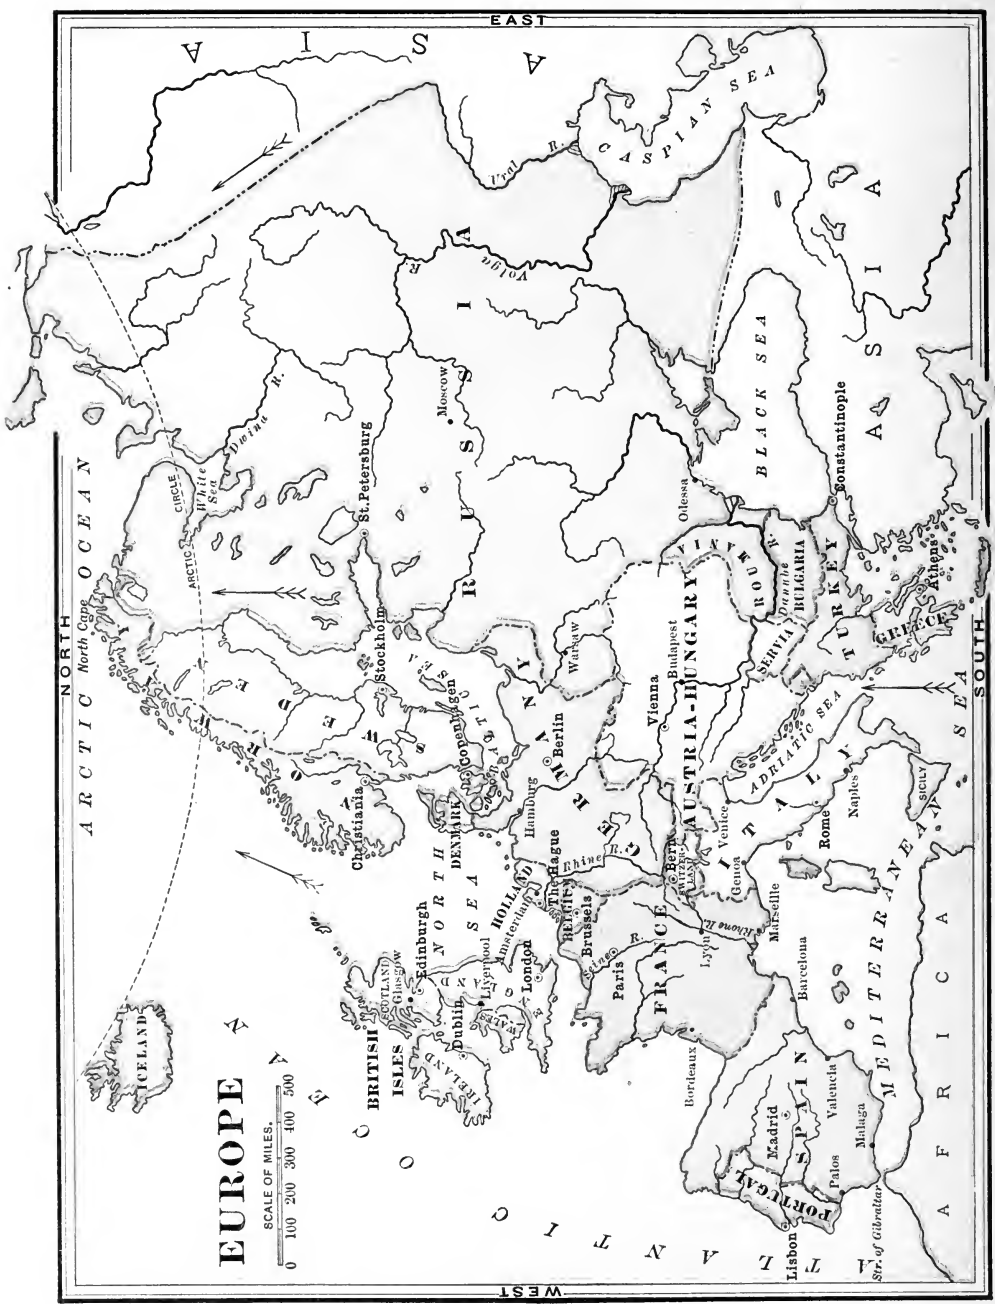 EUROPE
SCALE OF MILES.
0 100 200 300 400 500
NORTH
EAST
SOUTH
WEST
ARCTIC OCEAN
North Cape
ARCTIC CIRCLE
ICELAND
ATLANTIC OCEAN
NORWAY
SWEDEN
Christiania
Stockholm
White
Sea
Dwina R.
St. Petersburg
Moscow
RUSSIA
Volga R.
Ural R.
ASIA
CASPIAN SEA
BRITISH
ISLES
SCOTLAND
Glasgow
Edinburgh
IRELAND
Dublin
Liverpool
WALES
ENGLAND
London
NORTH
SEA
DENMARK
Copenhagen
BALTIC SEA
HOLLAND
Amsterdam
The Hague
BELGIUM
Brussels
Hamburg
Berlin
GERMANY
Rhine R.
Warsaw
Seine R.
Paris
FRANCE
Lyon
Rhone R.
Bordeaux
Marseille
Bern
SWITZER-
LAND
Vienna
Budapest
AUSTRIA-HUNGARY
ROUMANIA
Odessa
BLACK SEA
Danube R.
BULGARIA
SERVIA
TURKEY
Constantinople
GREECE
Athens
ASIA
ADRIATIC SEA
ITALY
Venice
Genoa
Rome
Naples
SICILY
Barcelona
SPAIN
Madrid
Valencia
Malaga
Palos
PORTUGAL
Lisbon
Str. of Gibraltar
MEDITERRANEAN SEA
AFRICA